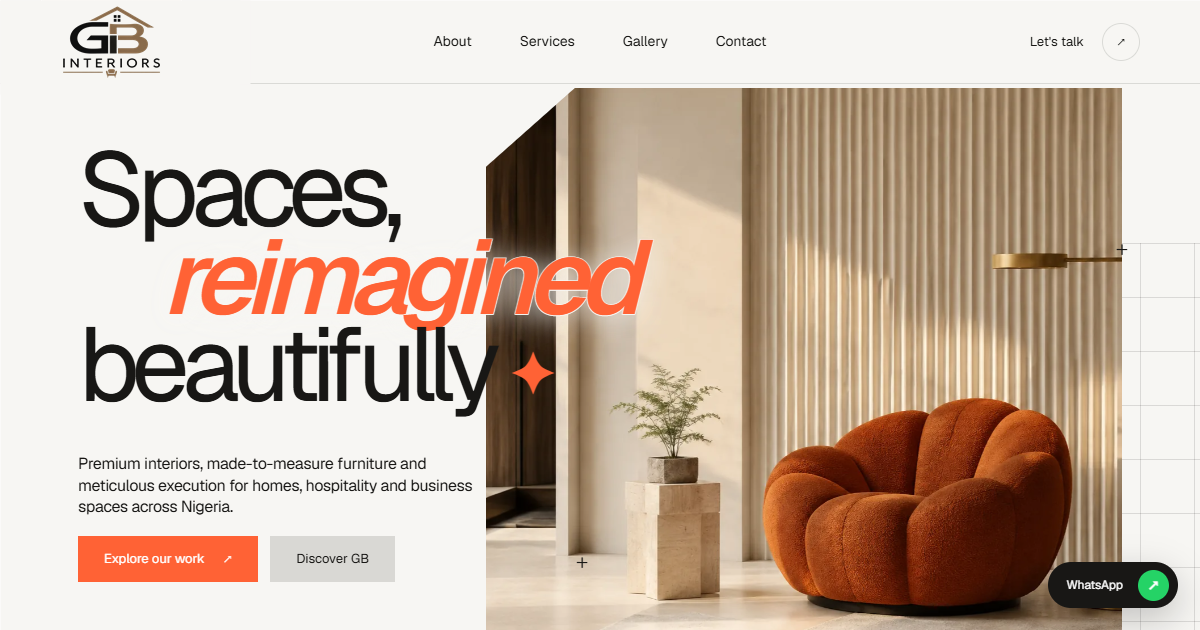 GB
INTERIORS
About
Services
Gallery
Contact
Let's talk
Spaces,
reimagined
beautifully
Premium interiors, made-to-measure furniture and
meticulous execution for homes, hospitality and business
spaces across Nigeria.
Explore our work
Discover GB
WhatsApp